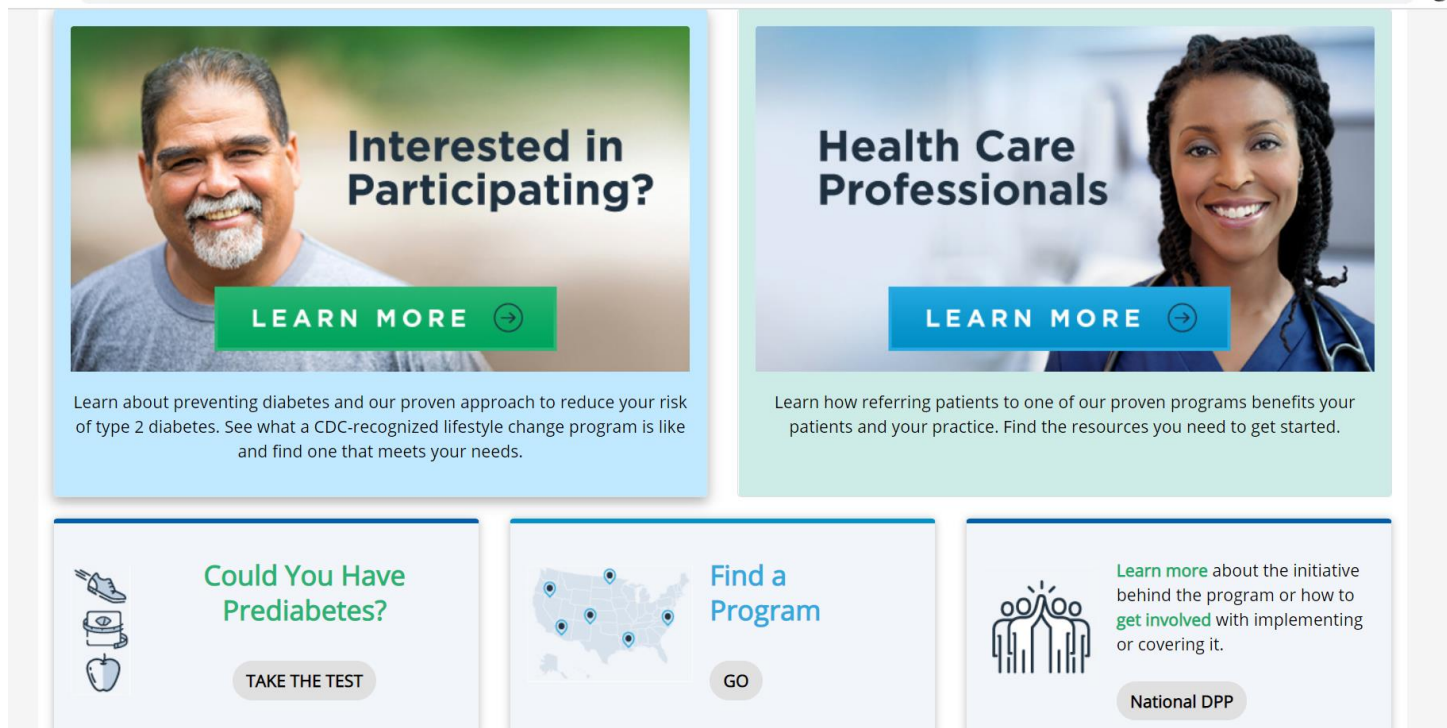 Interested in
Participating?
LEARN MORE
Learn about preventing diabetes and our proven approach to reduce your risk
of type 2 diabetes. See what a CDC-recognized lifestyle change program is like
and find one that meets your needs.
Health Care
Professionals
LEARN MORE
Learn how referring patients to one of our proven programs benefits your
patients and your practice. Find the resources you need to get started.
Could You Have
Prediabetes?
TAKE THE TEST
Find a
Program
GO
Learn more about the initiative
behind the program or how to
get involved with implementing
or covering it.
National DPP